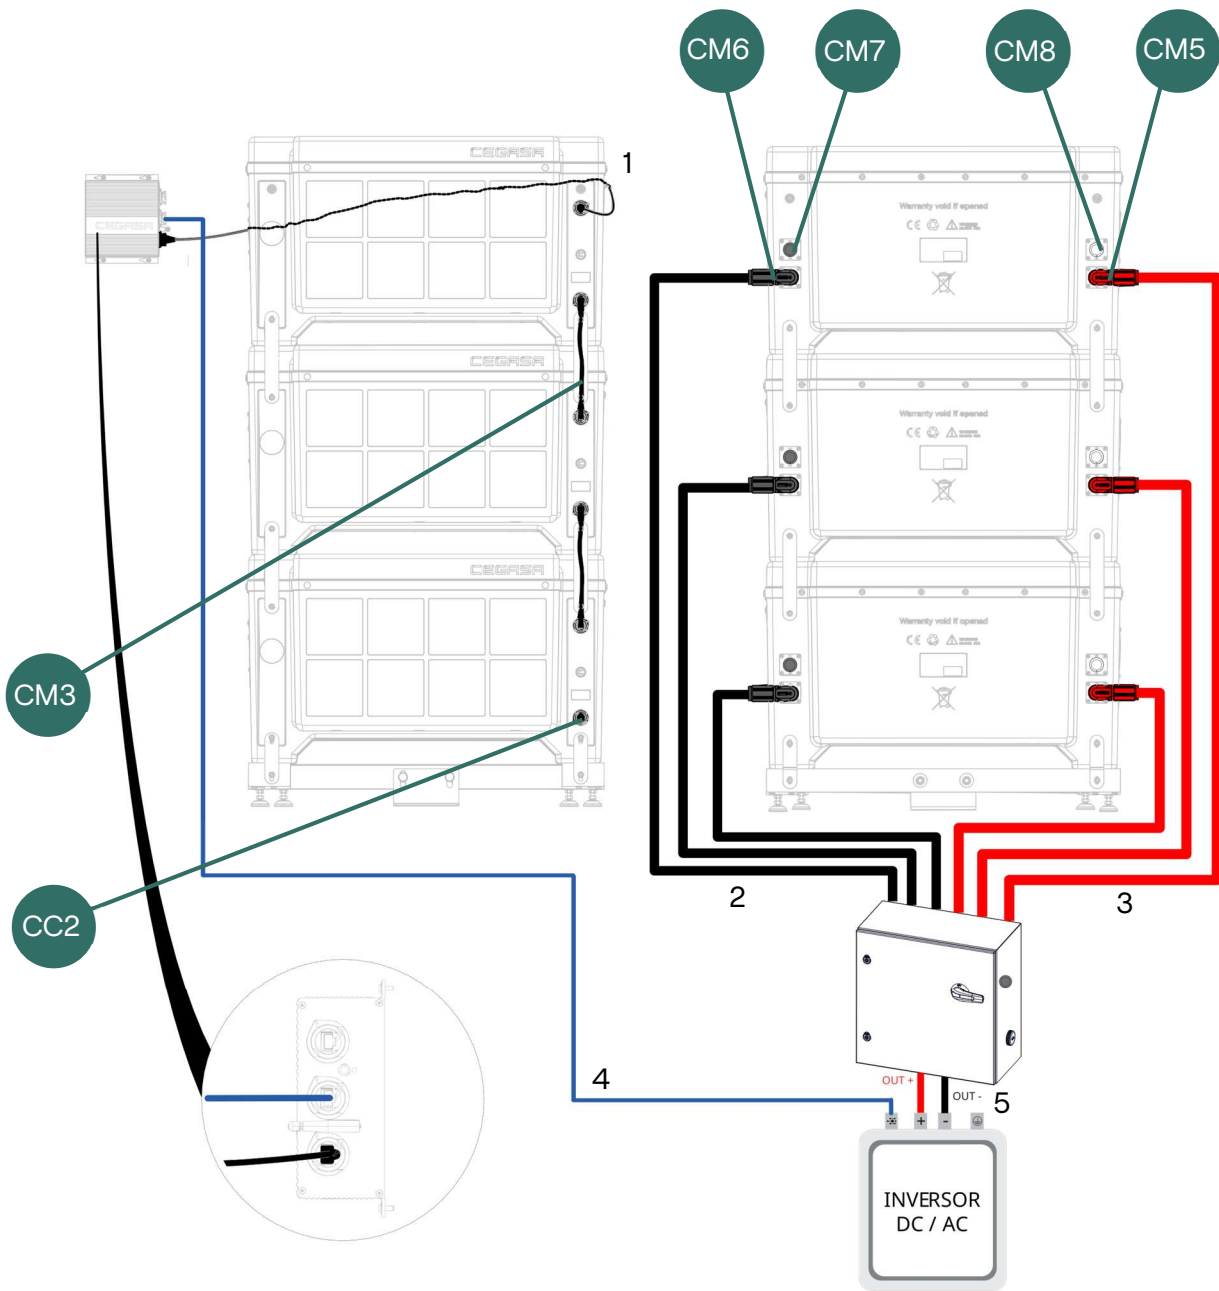 CM6
CM7
CM8
CM5
CEGASA
1
CEGASA
Warranty void if opened
CEGASA
Warranty void if opened
CEGASA
Warranty void if opened
CM3
CC2
2
3
4
OUT +
OUT -
5
+
-
INVERSOR
DC / AC